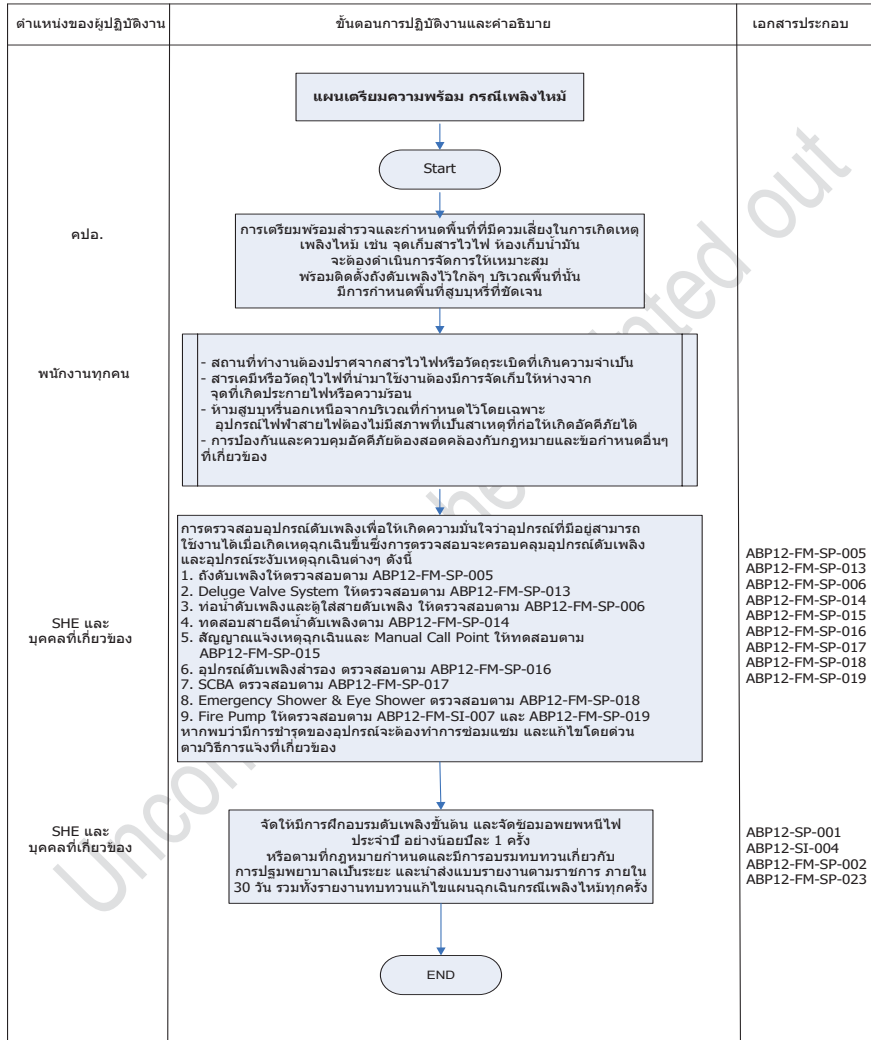 ตำแหน่งของผู้ปฏิบัติงาน
ขั้นตอนการปฏิบัติงานและคำอธิบาย
เอกสารประกอบ
แผนเตรียมความพร้อม กรณีเพลิงไหม้
Start
คปอ.
การเตรียมพร้อมสำรวจและกำหนดพื้นที่ที่มีควมเสี่ยงในการเกิดเหตุ
เพลิงไหม้ เช่น จุดเก็บสารไวไฟ ห้องเก็บน้ำมัน
จะต้องดำเนินการจัดการให้เหมาะสม
พร้อมติดตั้งถังดับเพลิงไว้ใกล้ๆ บริเวณพื้นที่นั้น
มีการกำหนดพื้นที่สูบบุหรี่ที่ชัดเจน
พนักงานทุกคน
- สถานที่ทำงานต้องปราศจากสารไวไฟหรือวัตถุระเบิดที่เกินความจำเป็น
- สารเคมีหรือวัตถุไวไฟที่นำมาใช้งานต้องมีการจัดเก็บให้ห่างจาก
จุดที่เกิดประกายไฟหรือความร้อน
- ห้ามสูบบุหรี่นอกเหนือจากบริเวณที่กำหนดไว้โดยเฉพาะ
อุปกรณ์ไฟฟ้าสายไฟต้องไม่มีสภาพที่เป็นสาเหตุที่ก่อให้เกิดอัคคีภัยได้
- การป้องกันและควบคุมอัคคีภัยต้องสอดคล้องกับกฎหมายและข้อกำหนดอื่นๆ
ที่เกี่ยวข้อง
SHE และ
บุคคลที่เกี่ยวข้อง
การตรวจสอบอุปกรณ์ดับเพลิงเพื่อให้เกิดความมั่นใจว่าอุปกรณ์ที่มีอยู่สามารถ
ใช้งานได้เมื่อเกิดเหตุฉุกเฉินขึ้นซึ่งการตรวจสอบจะครอบคลุมอุปกรณ์ดับเพลิง
และอุปกรณ์ระงับเหตุฉุกเฉินต่างๆ ดังนี้
1. ถังดับเพลิงให้ตรวจสอบตาม ABP12-FM-SP-005
2. Deluge Valve System ให้ตรวจสอบตาม ABP12-FM-SP-013
3. ท่อน้ำดับเพลิงและตู้ใส่สายดับเพลิง ให้ตรวจสอบตาม ABP12-FM-SP-006
4. ทดสอบสายฉีดน้ำดับเพลิงตาม ABP12-FM-SP-014
5. สัญญาณแจ้งเหตุฉุกเฉินและ Manual Call Point ให้ทดสอบตาม
ABP12-FM-SP-015
6. อุปกรณ์ดับเพลิงสำรอง ตรวจสอบตาม ABP12-FM-SP-016
7. SCBA ตรวจสอบตาม ABP12-FM-SP-017
8. Emergency Shower & Eye Shower ตรวจสอบตาม ABP12-FM-SP-018
9. Fire Pump ให้ตรวจสอบตาม ABP12-FM-SI-007 และ ABP12-FM-SP-019
หากพบว่ามีการชำรุดของอุปกรณ์จะต้องทำการซ่อมแซม และแก้ไขโดยด่วน
ตามวิธีการแจ้งที่เกี่ยวข้อง
ABP12-FM-SP-005
ABP12-FM-SP-013
ABP12-FM-SP-006
ABP12-FM-SP-014
ABP12-FM-SP-015
ABP12-FM-SP-016
ABP12-FM-SP-017
ABP12-FM-SP-018
ABP12-FM-SP-019
SHE และ
บุคคลที่เกี่ยวข้อง
จัดให้มีการฝึกอบรมดับเพลิงขั้นต้น และจัดซ้อมอพยพหนีไฟ
ประจำปี อย่างน้อยปีละ 1 ครั้ง
หรือตามที่กฎหมายกำหนดและมีการอบรมทบทวนเกี่ยวกับ
การปฐมพยาบาลเป็นระยะ และนำส่งแบบรายงานตามราชการ ภายใน
30 วัน รวมทั้งรายงานทบทวนแก้ไขแผนฉุกเฉินกรณีเพลิงไหม้ทุกครั้ง
ABP12-SP-001
ABP12-SI-004
ABP12-FM-SP-002
ABP12-FM-SP-023
END